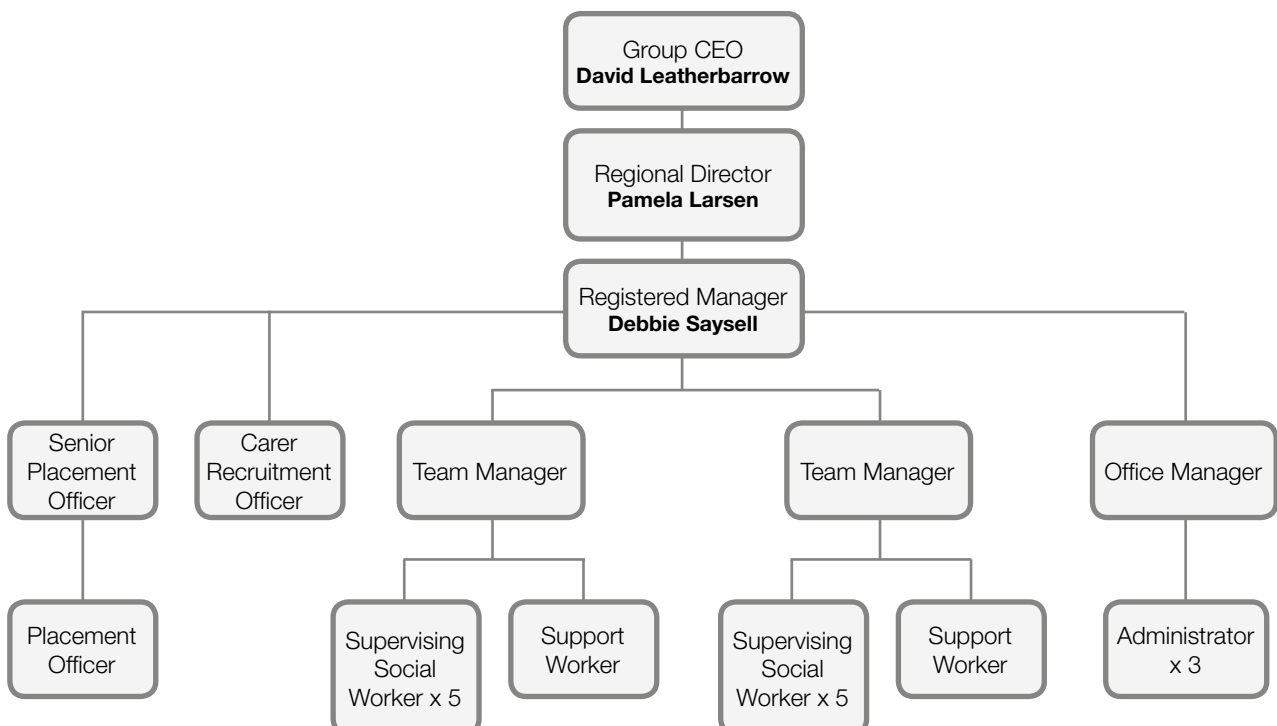 Group CEO
David Leatherbarrow
Regional Director
Pamela Larsen
Registered Manager
Debbie Saysell
Senior
Placement
Officer
Carer
Recruitment
Officer
Team Manager
Team Manager
Office Manager
Placement
Officer
Supervising
Social
Worker x 5
Support
Worker
Supervising
Social
Worker x 5
Support
Worker
Administrator
x 3